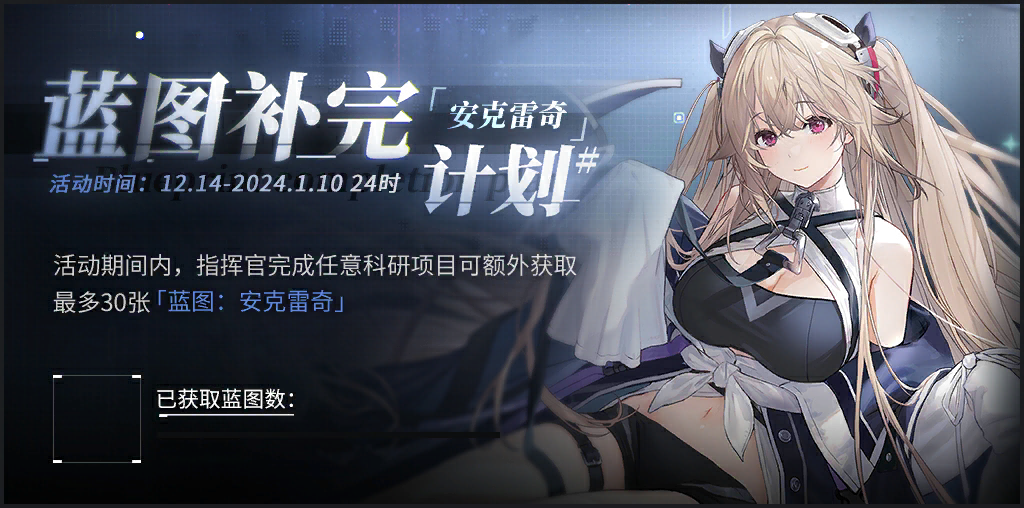 蓝图补完「安克雷奇」
计划#
活动时间：12.14-2024.1.10 24时
活动期间内，指挥官完成任意科研项目可额外获取
最多30张「蓝图：安克雷奇」
已获取蓝图数：